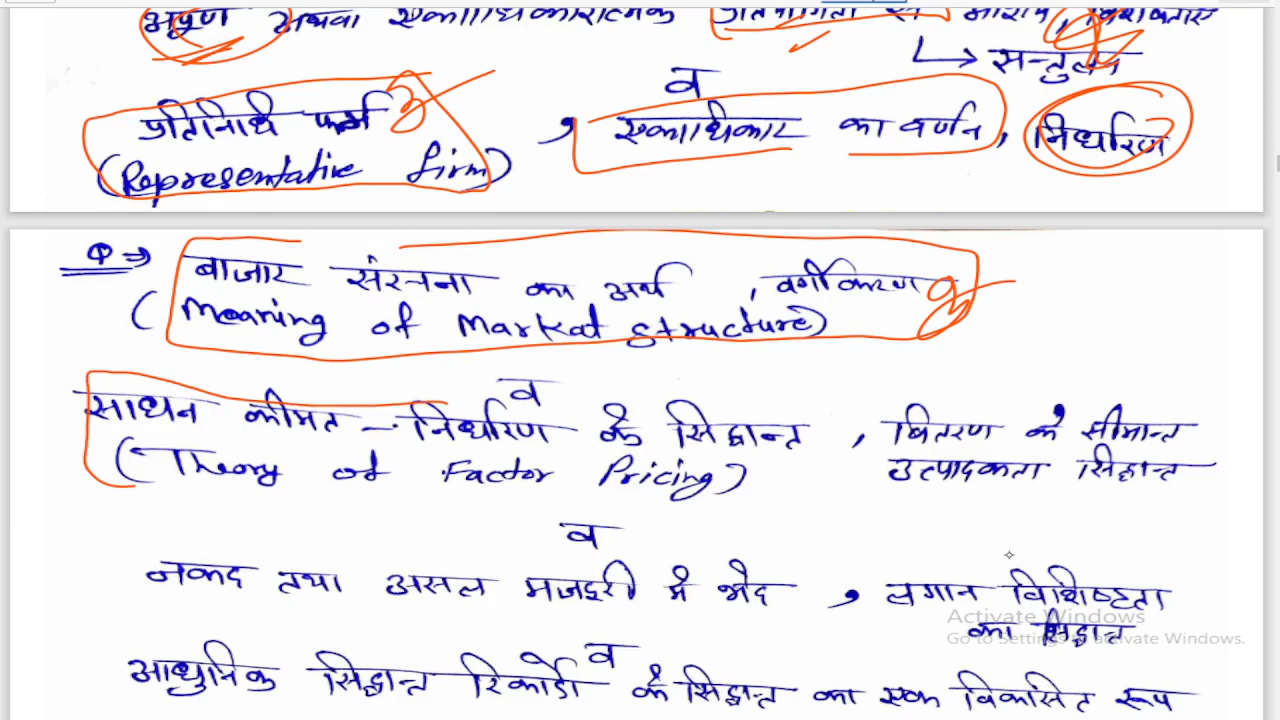 अपूर्ण अथवा एकाधिकारात्मक प्रतियोगिता से आशय, विशेषताएं
सन्तुलन
व
प्रतिनिधि फर्म , एकाधिकार का वर्णन, निर्धारण
(Representative firm)
Q ⇒ बाजार संरचना का अर्थ , वर्गीकरण
(Meaning of Market structure)
व
साधन कीमत – निर्धारण के सिद्धान्त , वितरण के सीमान्त
(Theory of Factor Pricing) उत्पादकता सिद्धान्त
व
नकद तथा असल मजदूरी में भेद , लगान विशिष्टता
का सिद्धान्त
Activate Windows
Go to Settings to activate Windows.
व
आधुनिक सिद्धान्त रिकार्डो के सिद्धान्त का एक विकसित रूप